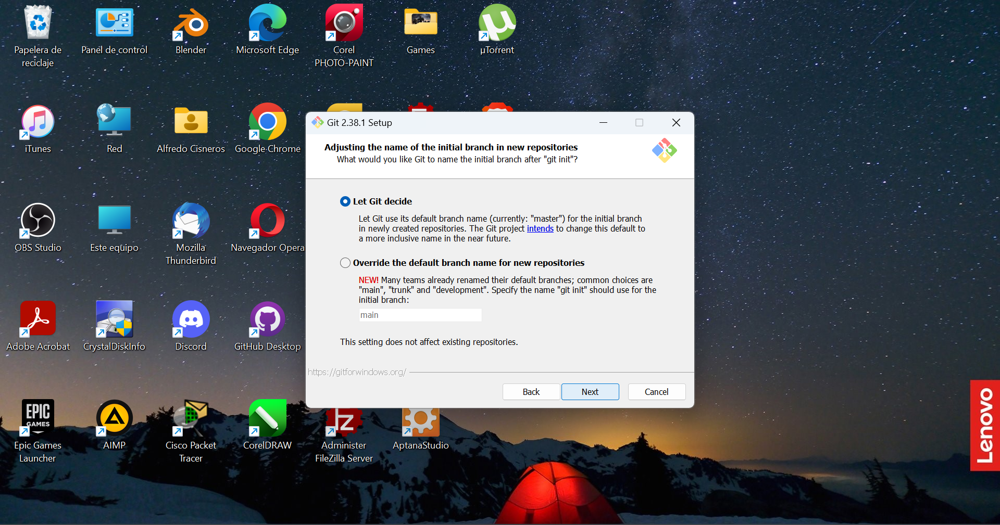 Papelera de
reciclaje
Panel de control
Blender
Microsoft Edge
Corel
PHOTO-PAINT
Games
µTorrent
iTunes
Red
Alfredo Cisneros
Google Chrome
OBS Studio
Este equipo
Mozilla
Thunderbird
Navegador Opera
Adobe Acrobat
CrystalDiskInfo
Discord
GitHub Desktop
EPIC
GAMES
Epic Games
Launcher
AIMP
Cisco Packet
Tracer
CorelDRAW
FZ
Administer
FileZilla Server
AptanaStudio
Git 2.38.1 Setup
Adjusting the name of the initial branch in new repositories
What would you like Git to name the initial branch after "git init"?
Let Git decide
Let Git use its default branch name (currently: "master") for the initial branch
in newly created repositories. The Git project intends to change this default to
a more inclusive name in the near future.
Override the default branch name for new repositories
NEW! Many teams already renamed their default branches; common choices are
"main", "trunk" and "development". Specify the name "git init" should use for the
initial branch:
main
This setting does not affect existing repositories.
https://gitforwindows.org/
Back
Next
Cancel
Lenovo